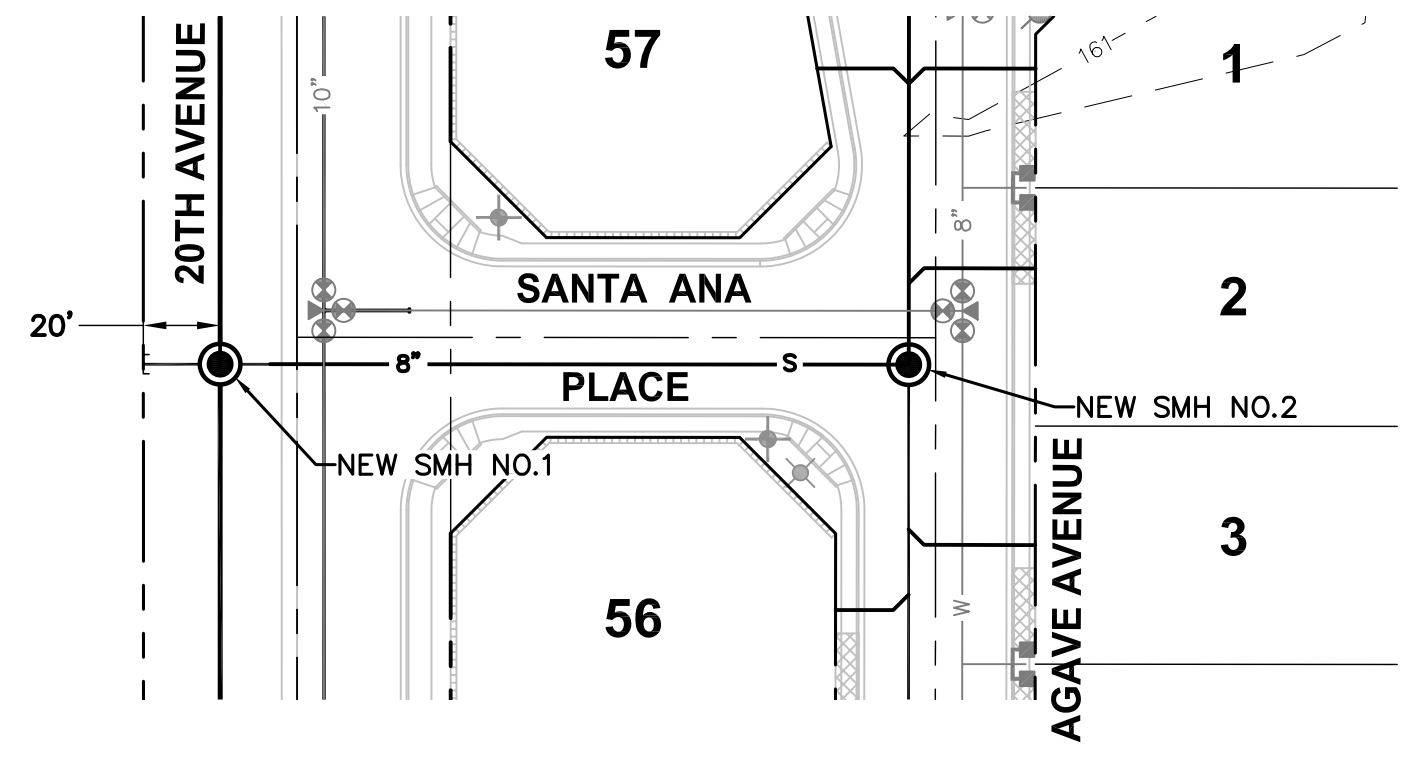 20TH AVENUE
10"
57
161
1
8"
SANTA ANA
2
20'
8"
S
PLACE
NEW SMH NO.2
NEW SMH NO.1
AGAVE AVENUE
3
56
W